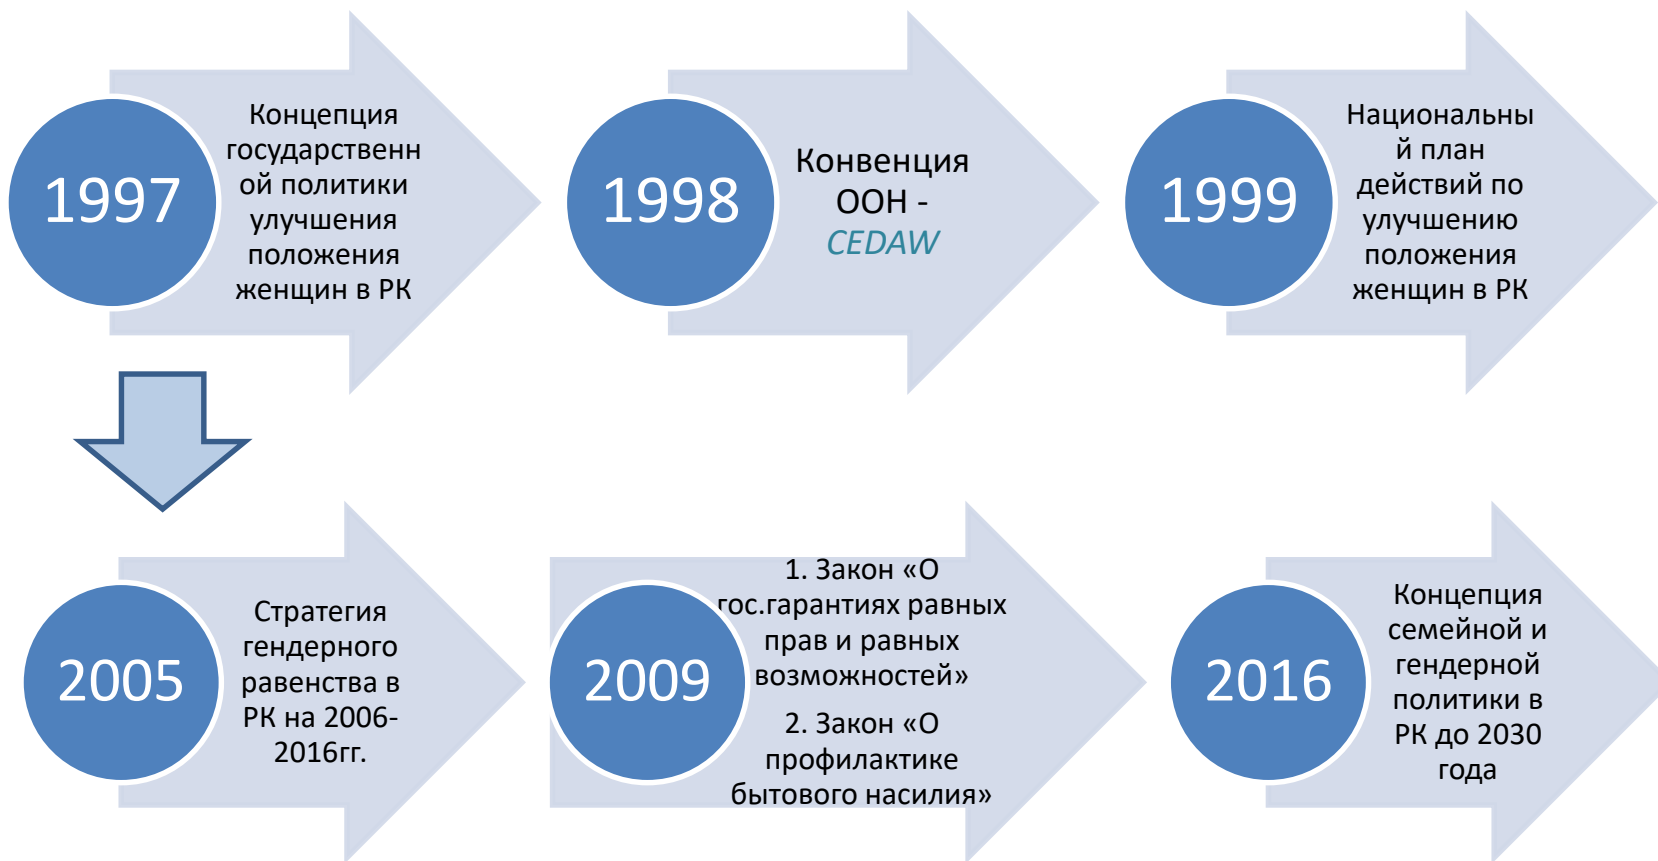 1997
Концепция
государственн
ой политики
улучшения
положения
женщин в РК
1998
Конвенция
ООН -
CEDAW
1999
Национальны
й план
действий по
улучшению
положения
женщин в РК
2005
Стратегия
гендерного
равенства в
РК на 2006-
2016гг.
2009
1. Закон «О
гос.гарантиях равных
прав и равных
возможностей»
2. Закон «О
профилактике
бытового насилия»
2016
Концепция
семейной и
гендерной
политики в
РК до 2030
года